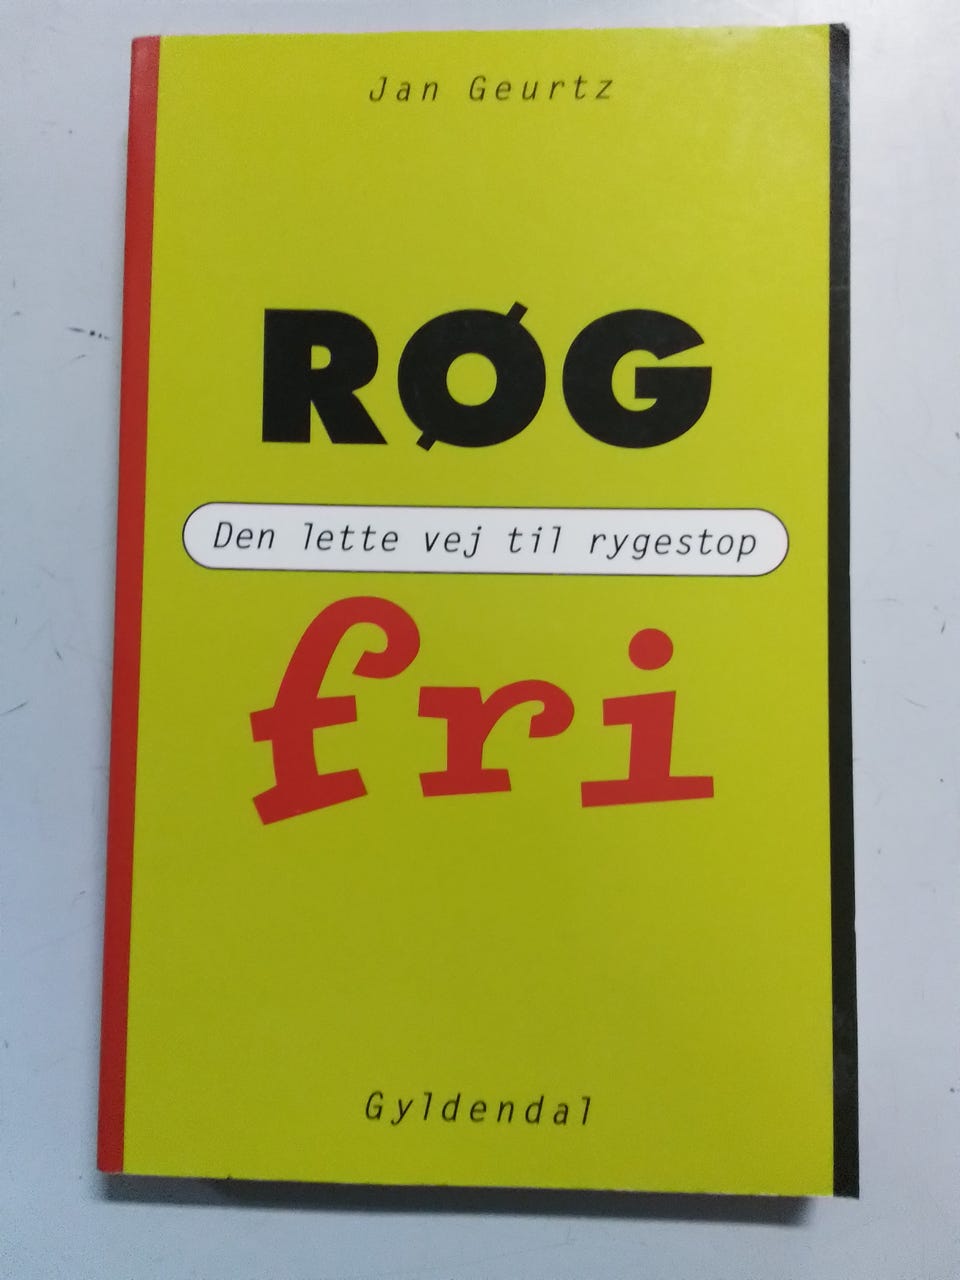 Jan Geurtz
RØG
Den lette vej til rygestop
fri
Gyldendal